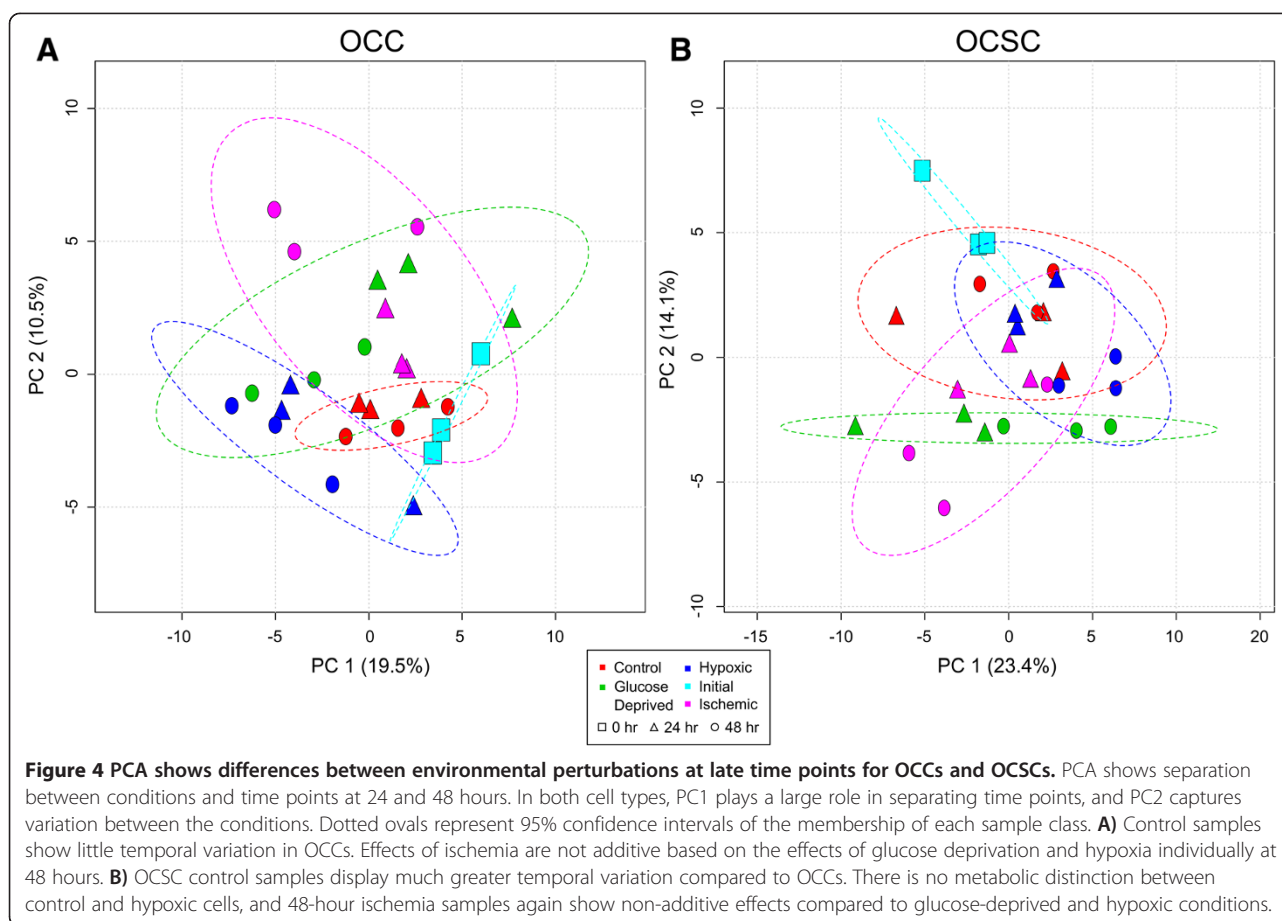 A
OCC
10
5
0
-5
PC 2 (10.5%)
-10
-5
0
5
10
PC 1 (19.5%)
B
OCSC
10
5
0
-5
-10
PC 2 (14.1%)
-15
-10
-5
0
5
10
20
PC 1 (23.4%)
Control
Hypoxic
Glucose Deprived
Initial
Ischemic
0 hr
24 hr
48 hr
Figure 4 PCA shows differences between environmental perturbations at late time points for OCCs and OCSCs. PCA shows separation
between conditions and time points at 24 and 48 hours. In both cell types, PC1 plays a large role in separating time points, and PC2 captures
variation between the conditions. Dotted ovals represent 95% confidence intervals of the membership of each sample class. A) Control samples
show little temporal variation in OCCs. Effects of ischemia are not additive based on the effects of glucose deprivation and hypoxia individually at
48 hours. B) OCSC control samples display much greater temporal variation compared to OCCs. There is no metabolic distinction between
control and hypoxic cells, and 48-hour ischemia samples again show non-additive effects compared to glucose-deprived and hypoxic conditions.